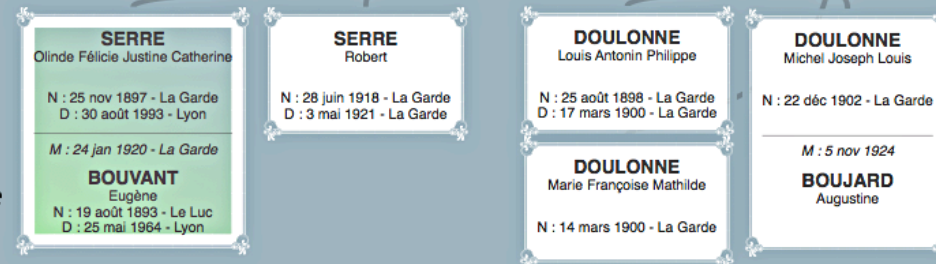 SERRE
Olinde Félicie Justine Catherine
N : 25 nov 1897 - La Garde
D : 30 août 1993 - Lyon
M : 24 jan 1920 - La Garde
BOUVANT
Eugène
N : 19 août 1893 - Le Luc
D : 25 mai 1964 - Lyon
SERRE
Robert
N : 28 juin 1918 - La Garde
D : 3 mai 1921 - La Garde
DOULONNE
Louis Antonin Philippe
N : 25 août 1898 - La Garde
D : 17 mars 1900 - La Garde
DOULONNE
Marie Françoise Mathilde
N : 14 mars 1900 - La Garde
DOULONNE
Michel Joseph Louis
N : 22 déc 1902 - La Garde
M : 5 nov 1924
BOUJARD
Augustine